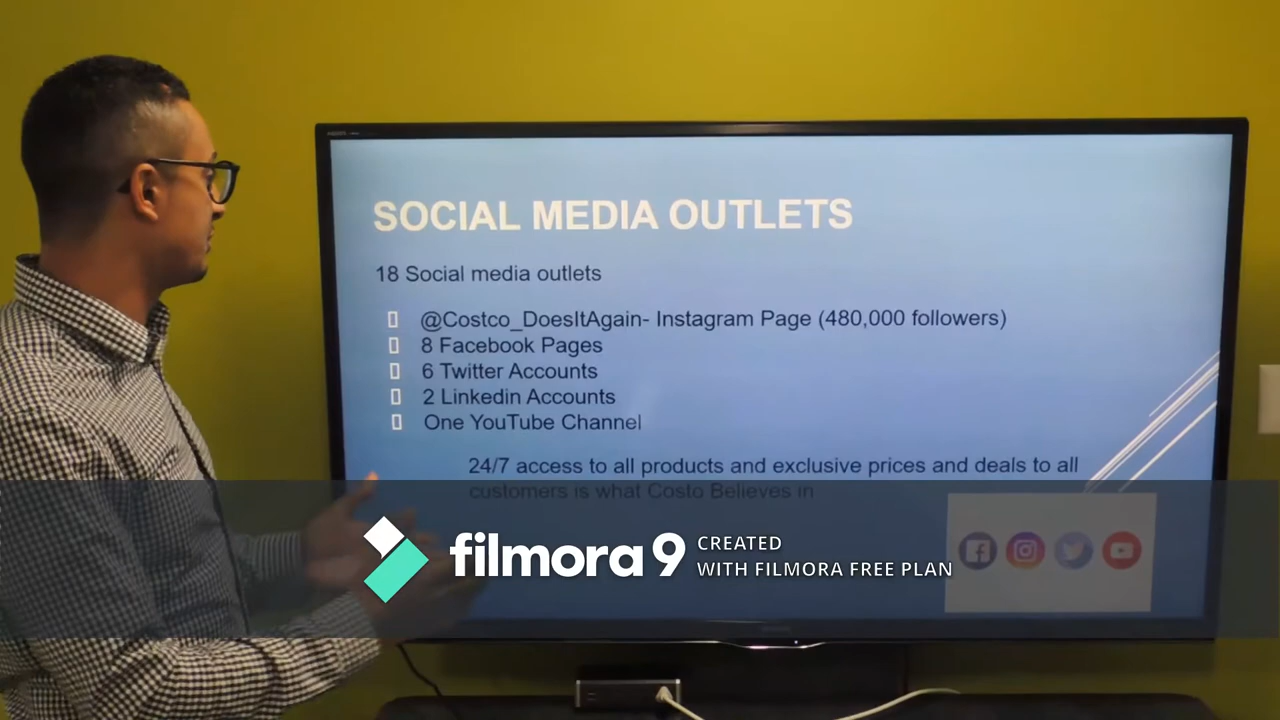 SOCIAL MEDIA OUTLETS
18 Social media outlets
@Costco_DoesItAgain- Instagram Page (480,000 followers)
8 Facebook Pages
6 Twitter Accounts
2 Linkedin Accounts
One YouTube Channel
24/7 access to all products and exclusive prices and deals to all
customers is what Costo Believes in
filmora9
CREATED
WITH FILMORA FREE PLAN